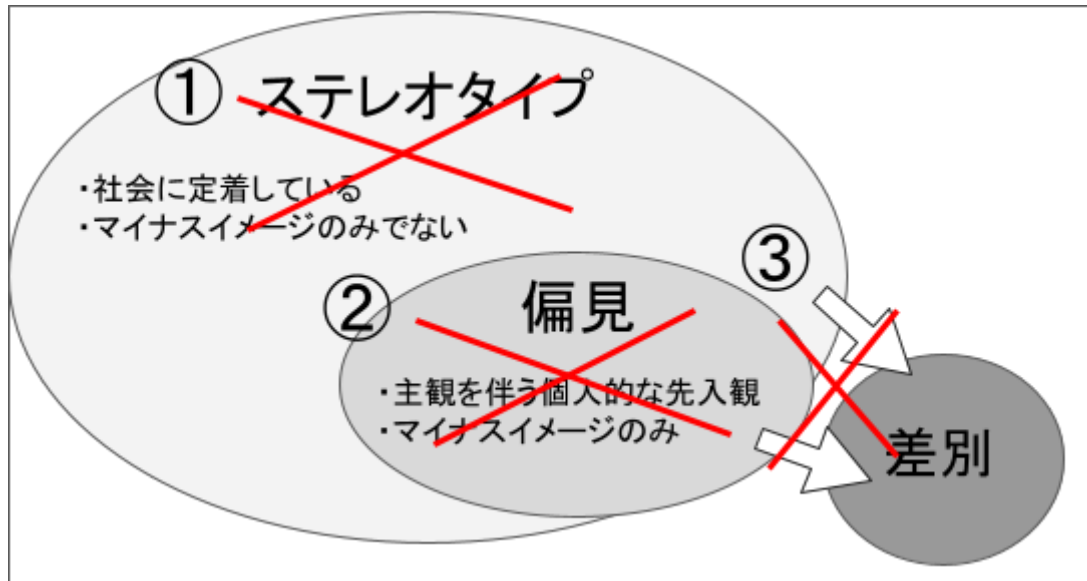 ① ステレオタイプ
・社会に定着している
・マイナスイメージのみでない
③
② 偏見
・主観を伴う個人的な先入観
・マイナスイメージのみ
差別